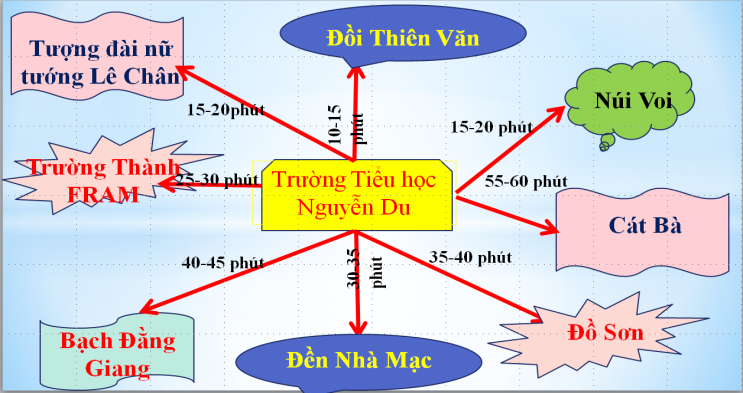 Đồi Thiên Văn
Tượng đài nữ
tướng Lê Chân
Núi Voi
15-20phút
10-15
phút
15-20 phút
Trường Thành
FRAM
25-30 phút
Trường Tiểu học
Nguyễn Du
55-60 phút
Cát Bà
40-45 phút
30-35
phút
35-40 phút
Bạch Đằng
Giang
Đền Nhà Mạc
Đồ Sơn